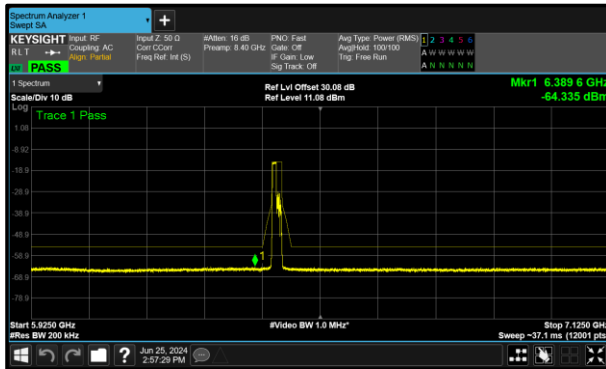 Spectrum Analyzer 1
Swept SA
KEYSIGHT
RLT
Input: RF
Coupling: AC
Align: Partial
Input Z: 50 Ω
Corr CCorr
Freq Ref: Int (S)
#Atten: 16 dB
Preamp: 8.40 GHz
PNO: Fast
Gate: Off
IF Gain: Low
Sig Track: Off
Avg Type: Power (RMS)
Avg|Hold: 100/100
Trig: Free Run
1 2 3 4 5 6
A W W W W W
A N N N N N
PASS
1 Spectrum
Scale/Div 10 dB
Ref Lvl Offset 30.08 dB
Ref Level 11.08 dBm
Mkr1 6.389 6 GHz
-64.335 dBm
Log
Trace 1 Pass
1.08
-8.92
-18.9
-28.9
-38.9
-48.9
-58.9
-68.9
-78.9
1
Start 5.9250 GHz
#Res BW 200 kHz
#Video BW 1.0 MHz*
Stop 7.1250 GHz
Sweep ~37.1 ms (12001 pts)
Jun 25, 2024
2:57:29 PM